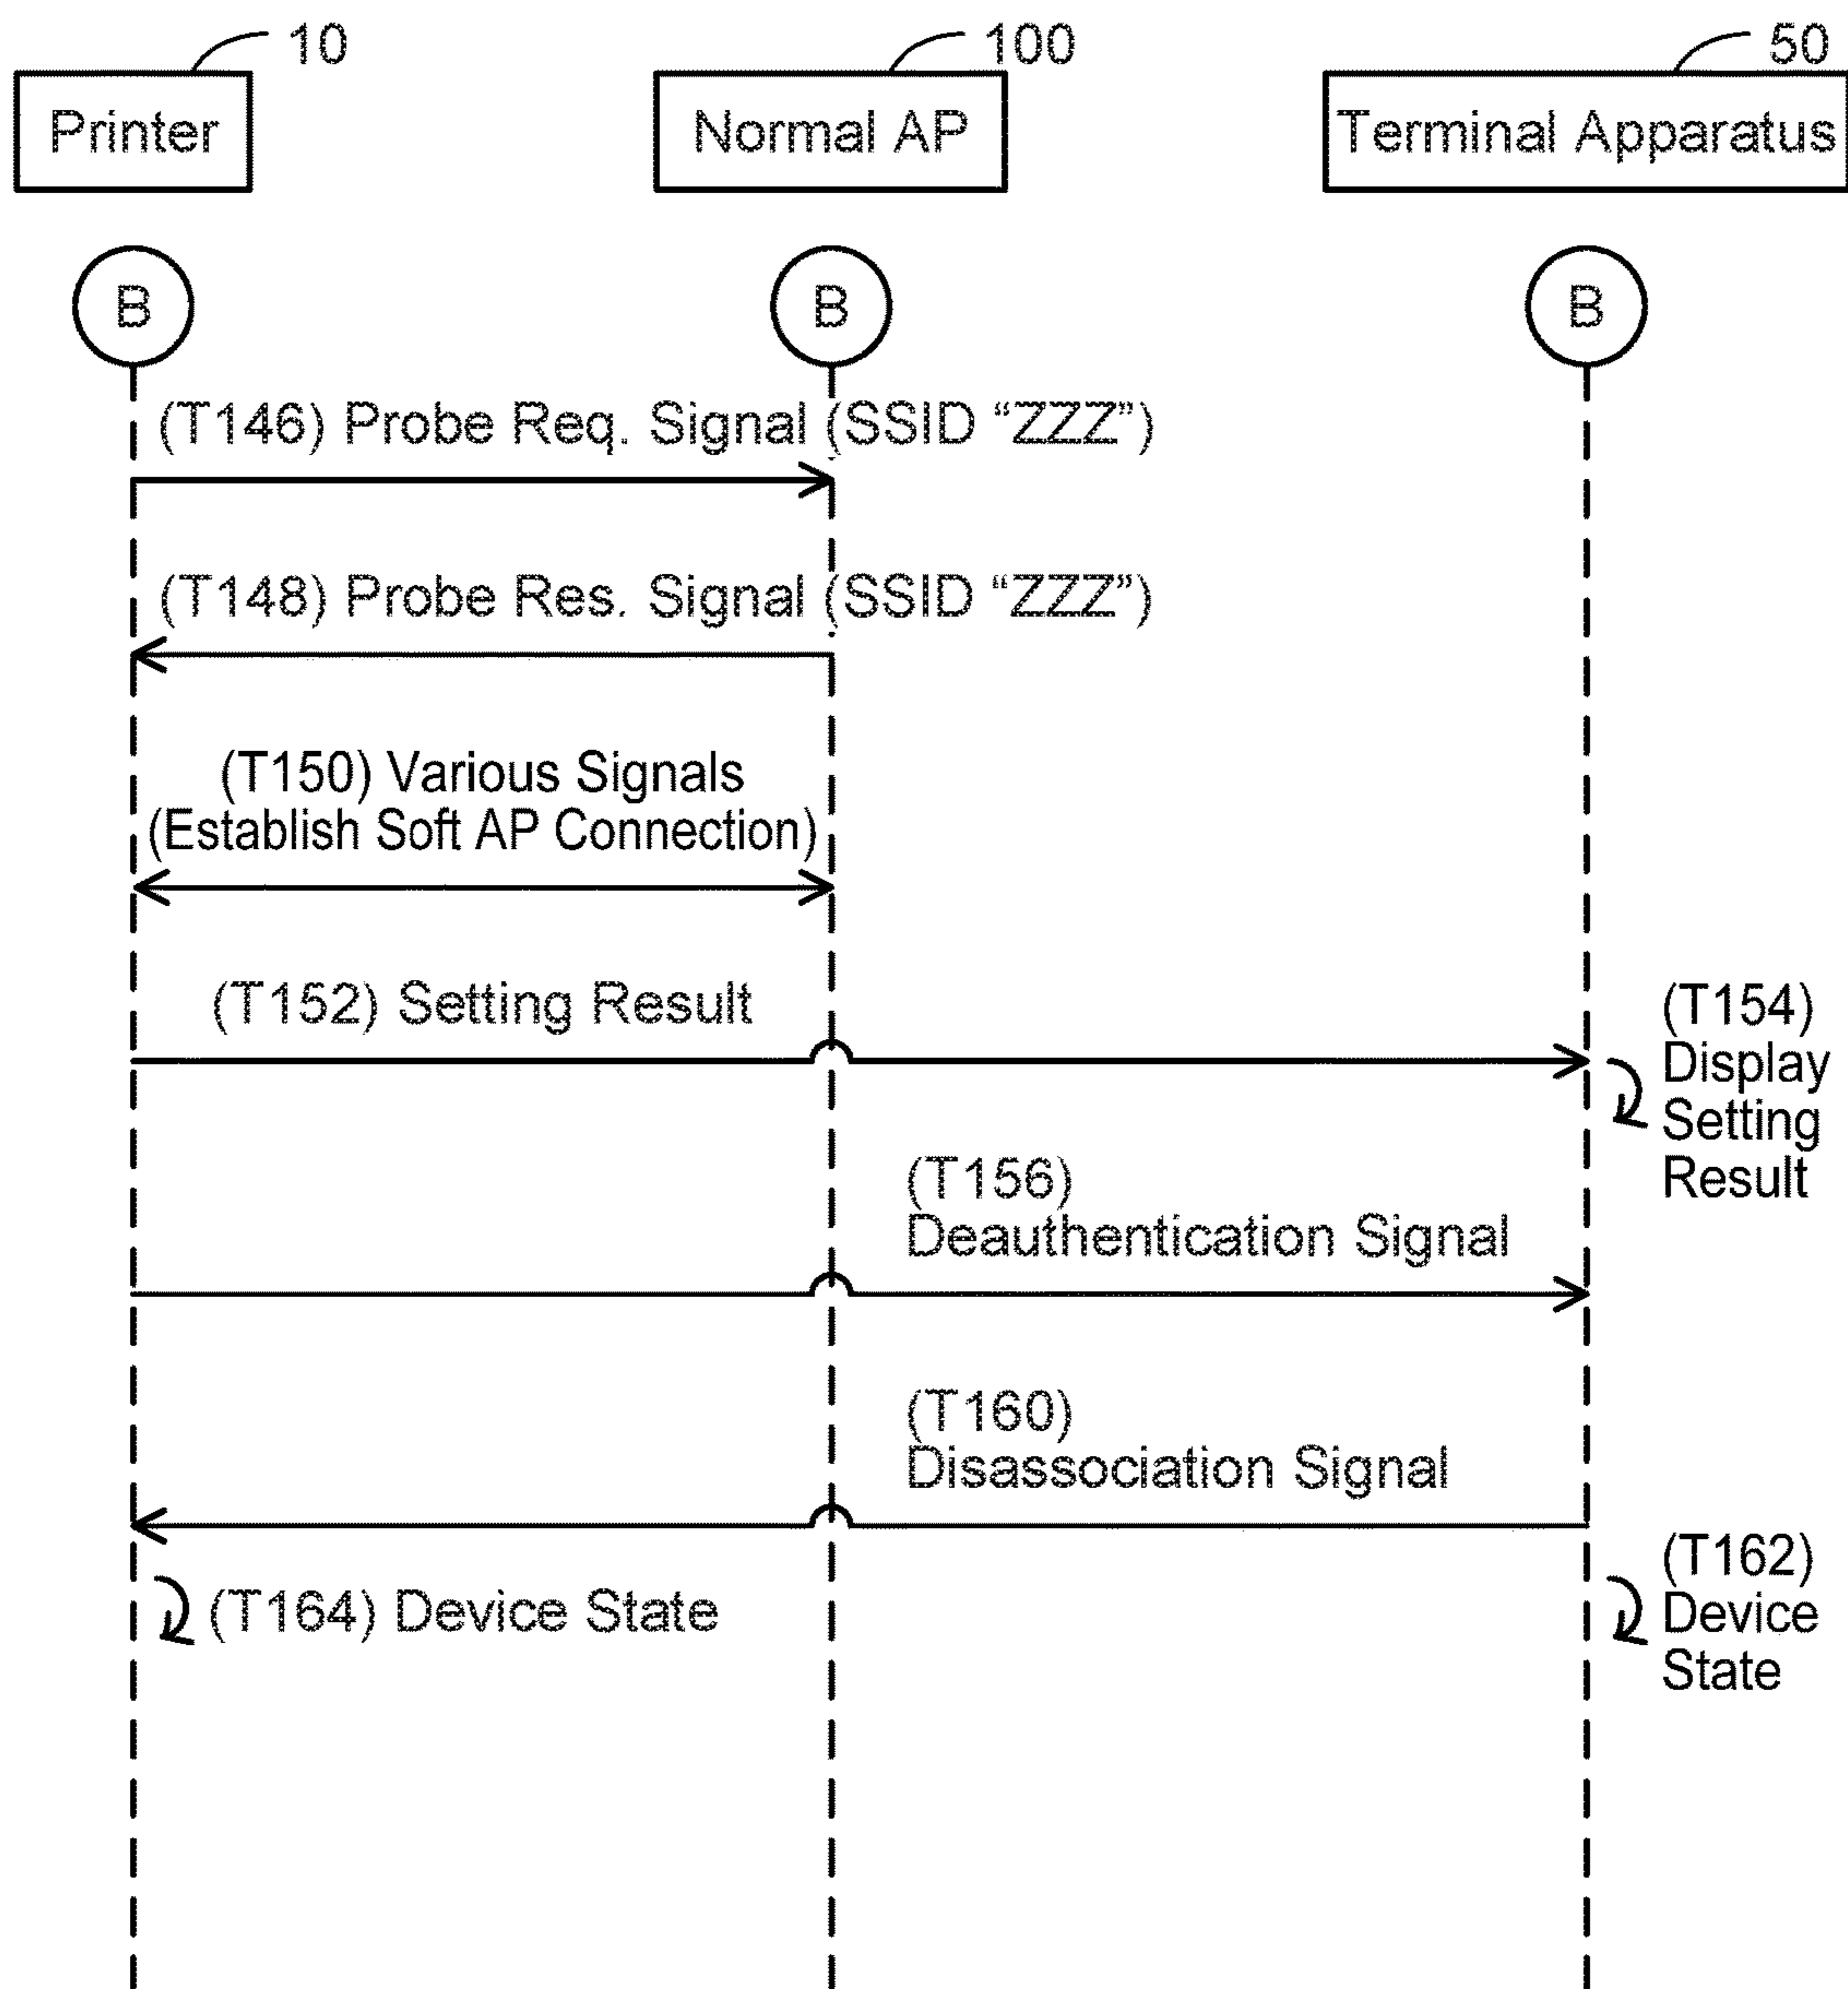 10
100
50
Printer
Normal AP
Terminal Apparatus
B
B
B
(T146) Probe Req. Signal (SSID “ZZZ”)
(T148) Probe Res. Signal (SSID “ZZZ”)
(T150) Various Signals
(Establish Soft AP Connection)
(T152) Setting Result
(T154)
Display
Setting
Result
(T156)
Deauthentication Signal
(T160)
Disassociation Signal
(T164) Device State
(T162)
Device
State